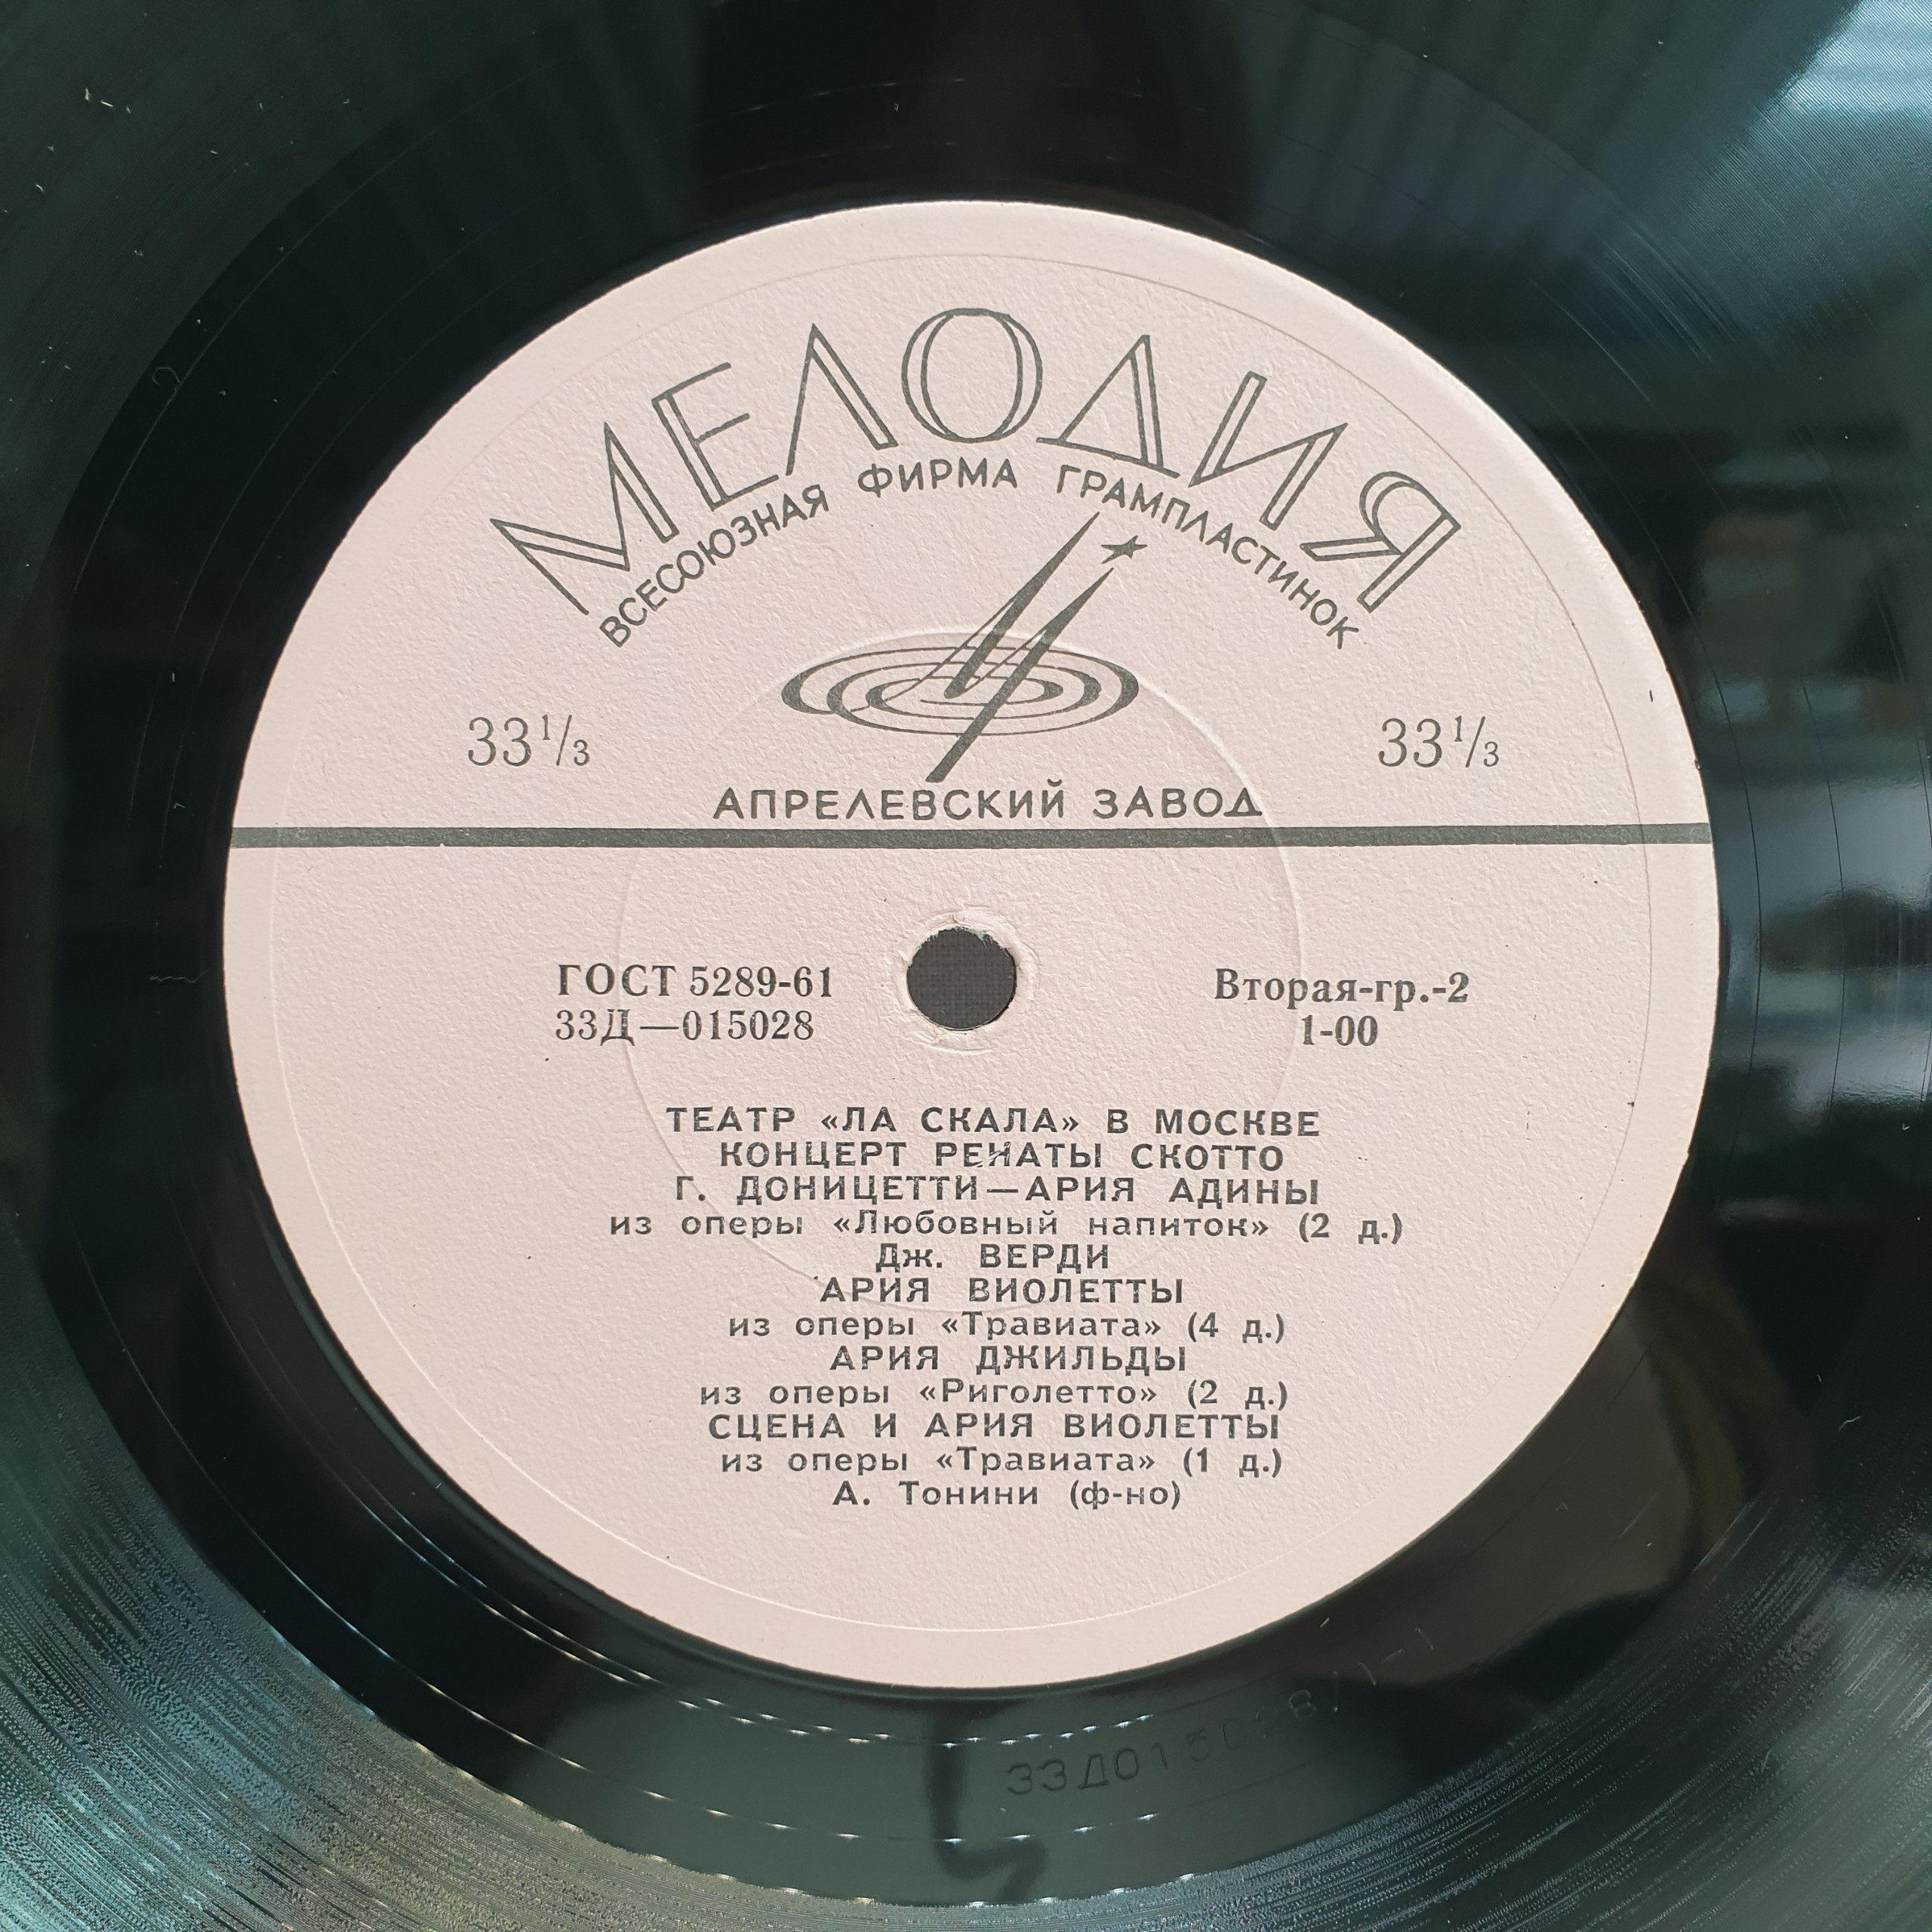 МЕЛОДИЯ
ВСЕСОЮЗНАЯ ФИРМА ГРАМПЛАСТИНОК
33 1/3 33 1/3
АПРЕЛЕВСКИЙ ЗАВОД
ГОСТ 5289-61 Вторая-гр.-2
33Д—015028 1-00
ТЕАТР «ЛА СКАЛА» В МОСКВЕ
КОНЦЕРТ РЕНАТЫ СКОТТО
Г. ДОНИЦЕТТИ—АРИЯ АДИНЫ
из оперы «Любовный напиток» (2 д.)
Дж. ВЕРДИ
АРИЯ ВИОЛЕТТЫ
из оперы «Травиата» (4 д.)
АРИЯ ДЖИЛЬДЫ
из оперы «Риголетто» (2 д.)
СЦЕНА И АРИЯ ВИОЛЕТТЫ
из оперы «Травиата» (1 д.)
А. Тонини (ф-но)
33Д015028/1-1